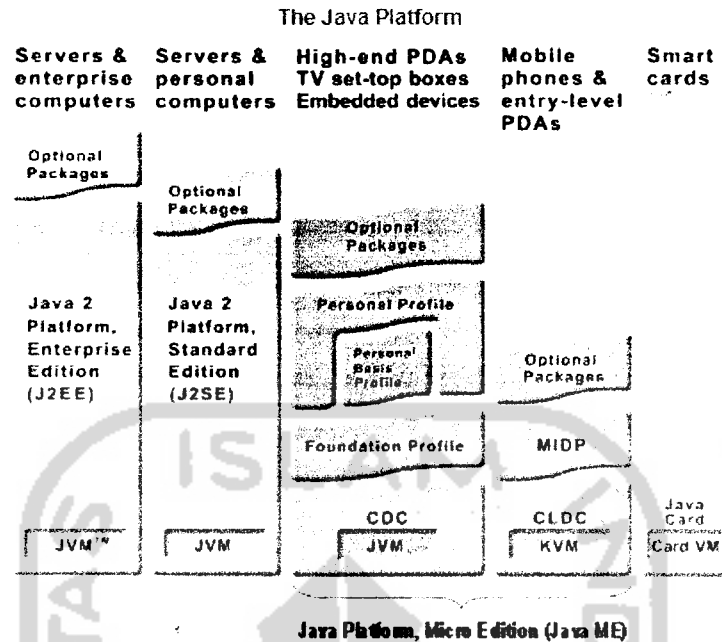 The Java Platform
Servers &
enterprise
computers
Servers &
personal
computers
High-end PDAs
TV set-top boxes
Embedded devices
Mobile
phones &
entry-level
PDAs
Smart
cards
Optional
Packages
Optional
Packages
Optional
Packages
Java 2
Platform,
Enterprise
Edition
(J2EE)
Java 2
Platform,
Standard
Edition
(J2SE)
Personal Profile
Personal
Basis
Profile
Optional
Packages
Foundation Profile
MIDP
CDC
CLDC
Java
Card
JVM™
JVM
JVM
KVM
Card VM
Java Platform, Micro Edition (Java ME)
ISLAM
TAS